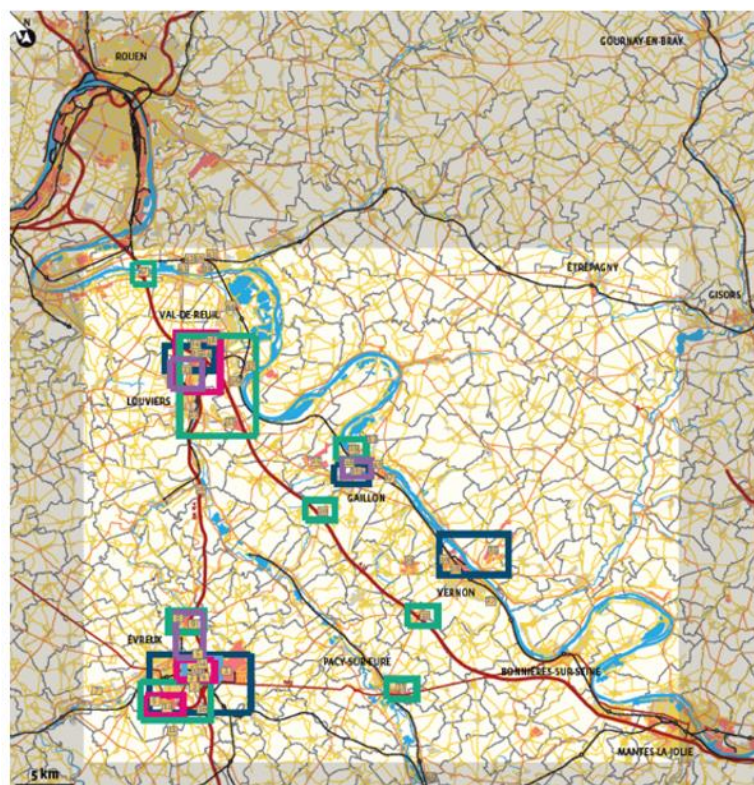 N
ROUEN
GOURNAY-EN-BRAY
ÉTRÉPAGNY
GISORS
VAL-DE-REUIL
LOUVIERS
GAILLON
VERNON
ÉVREUX
PACY-SUR-EURE
BONNIÈRES-SUR-SEINE
MANTES-LA-JOLIE
5 km